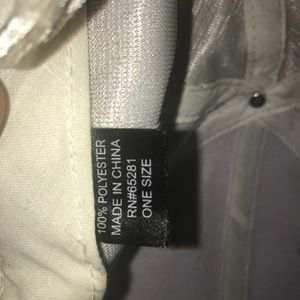 100% POLYESTER
MADE IN CHINA
RN#65281
ONE SIZE